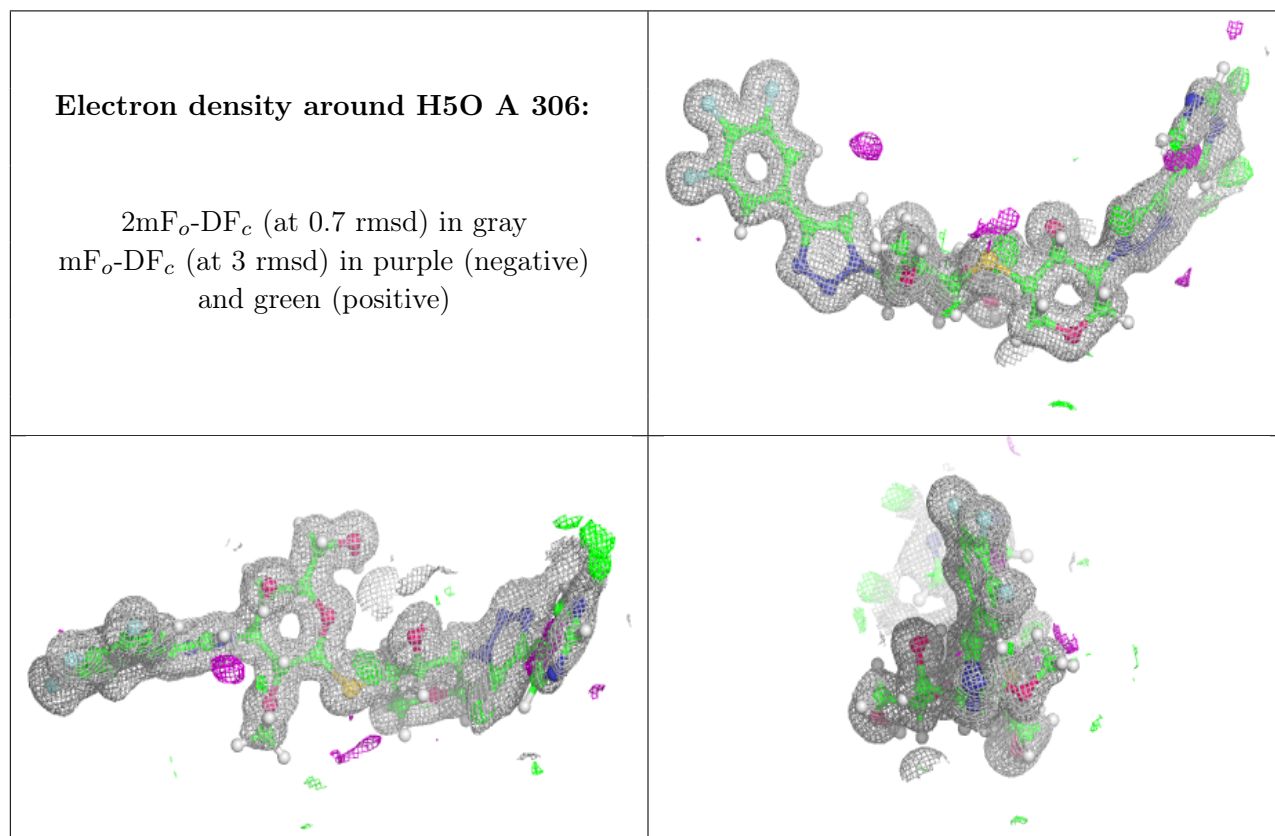 Electron density around H5O A 306:
2mFo-DFc (at 0.7 rmsd) in gray
mFo-DFc (at 3 rmsd) in purple (negative)
and green (positive)